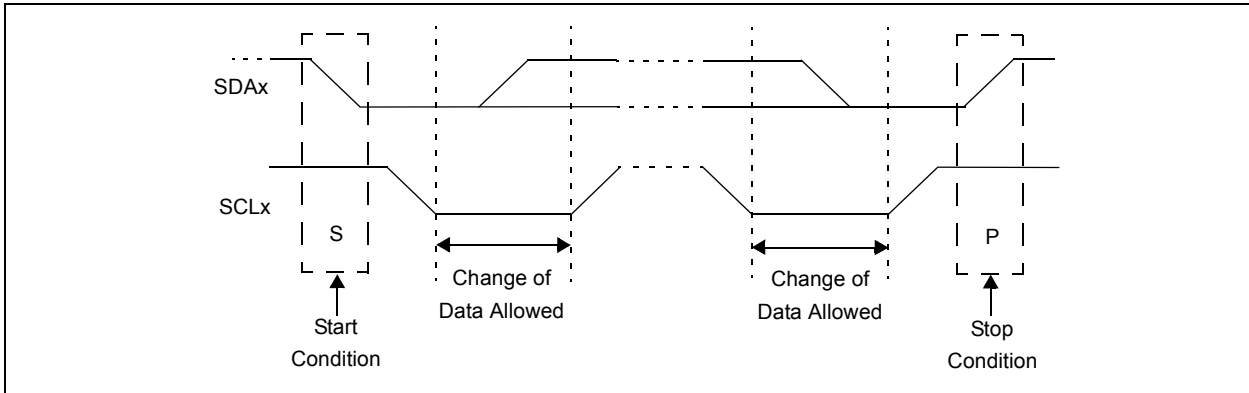 SDAx
SCLx
S
P
Change of
Data Allowed
Change of
Data Allowed
Start
Condition
Stop
Condition